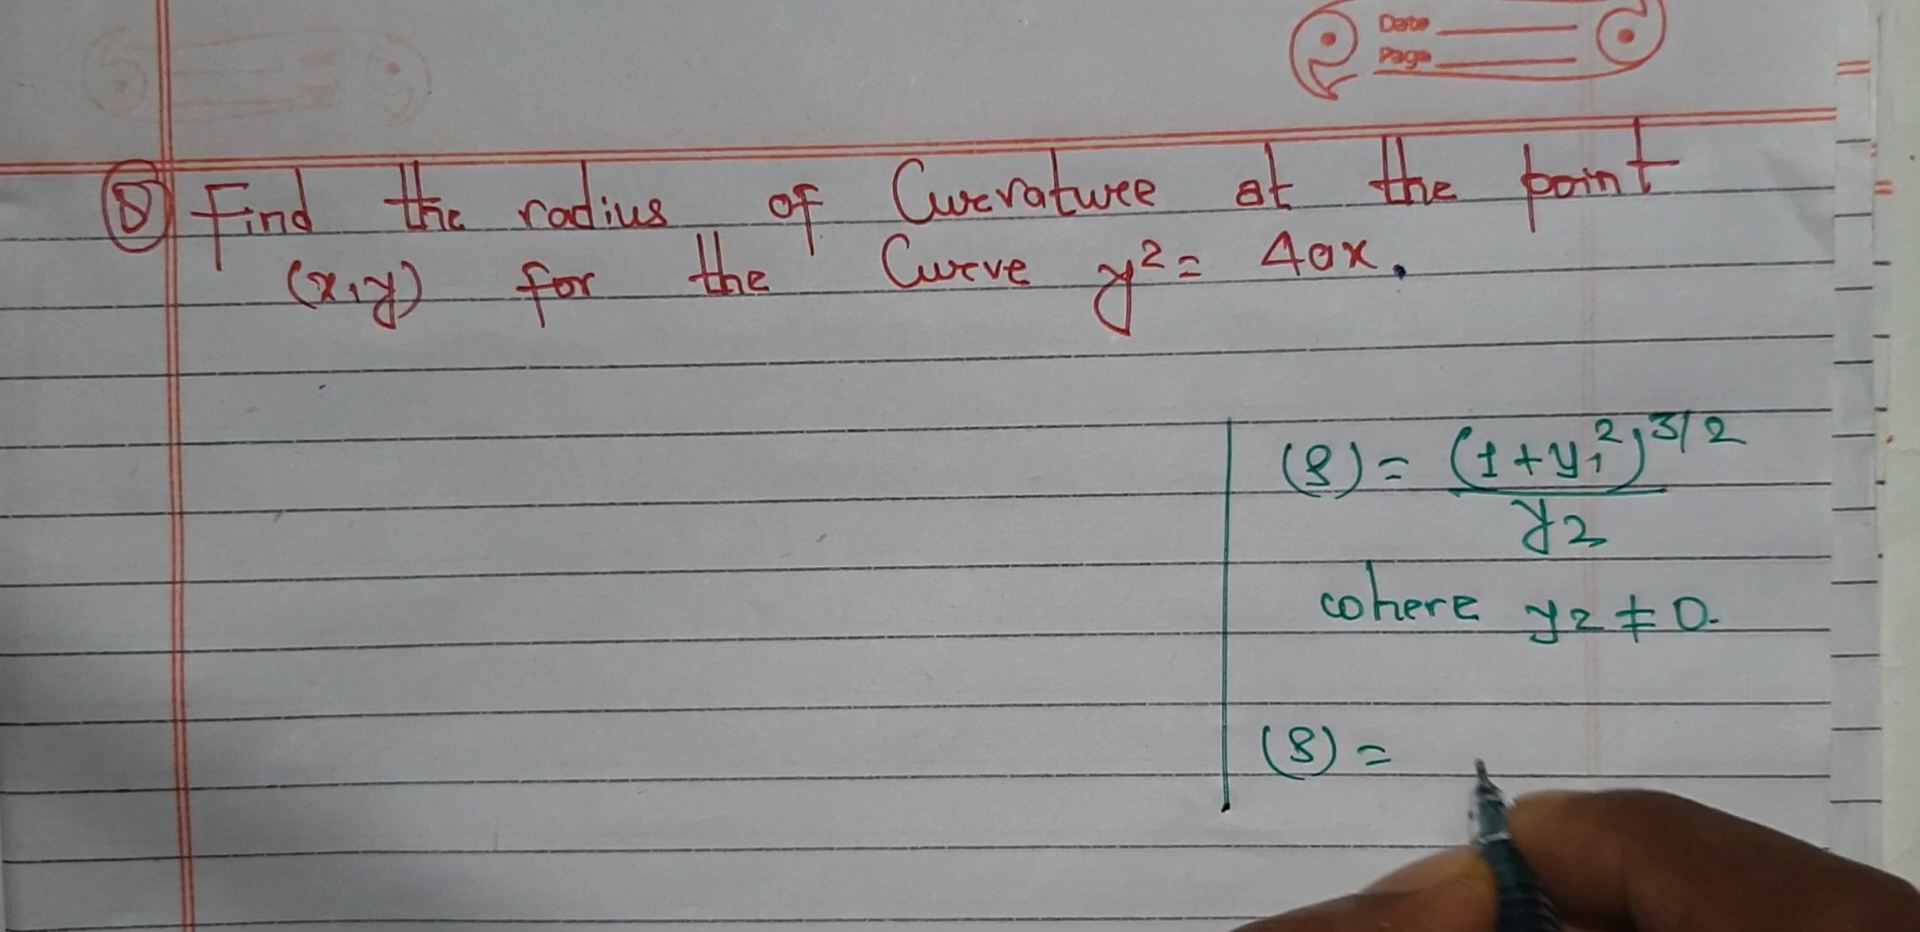 Date
Page
⑧ Find the radius of Curvature at the point
(x,y) for the Curve y²= 4ax.
(ρ) = (1+y₁²)^3/2 / y₂
where y₂ ≠ 0.
(ρ) =